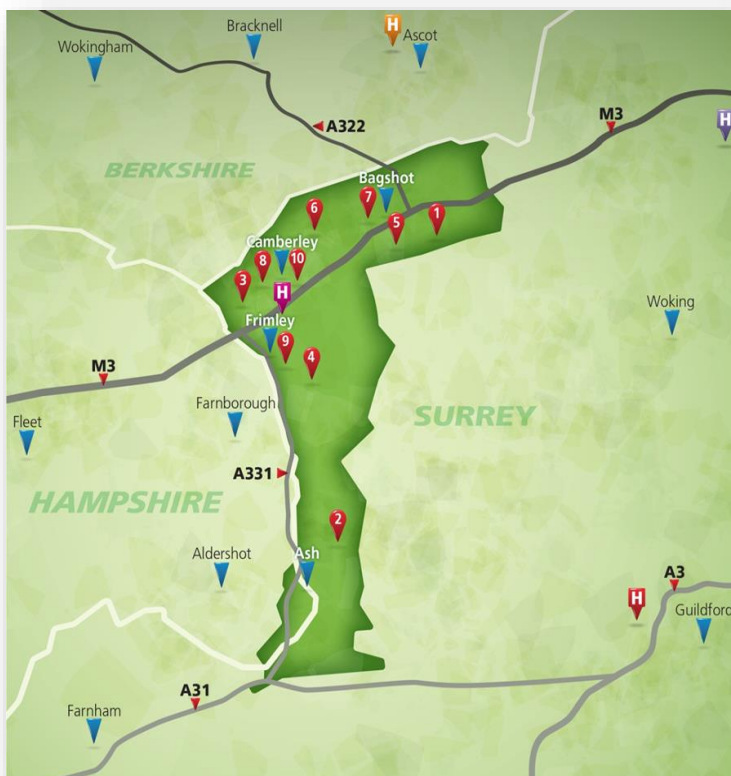 Bracknell
H
Ascot
Wokingham
M3
H
A322
BERKSHIRE
Bagshot
7
6
1
5
Camberley
8
10
3
H
Woking
Frimley
9
4
M3
Farnborough
SURREY
Fleet
A331
HAMPSHIRE
2
Aldershot
Ash
A3
H
Guildford
A31
Farnham